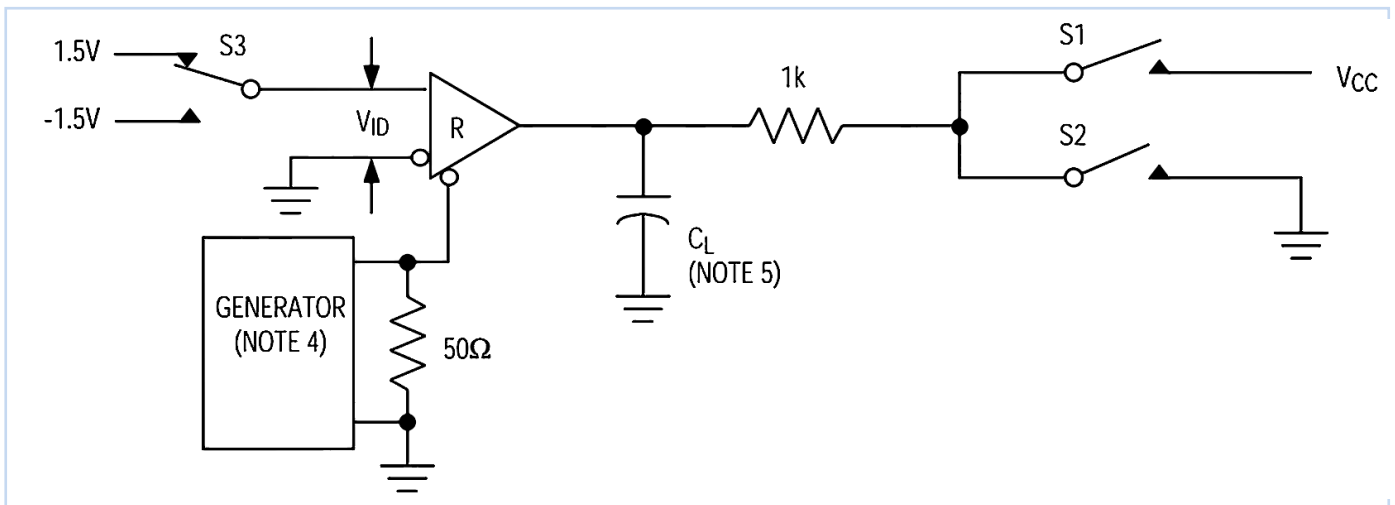 1.5V
S3
-1.5V
VID
R
1k
S1
VCC
S2
CL
(NOTE 5)
GENERATOR
(NOTE 4)
50Ω